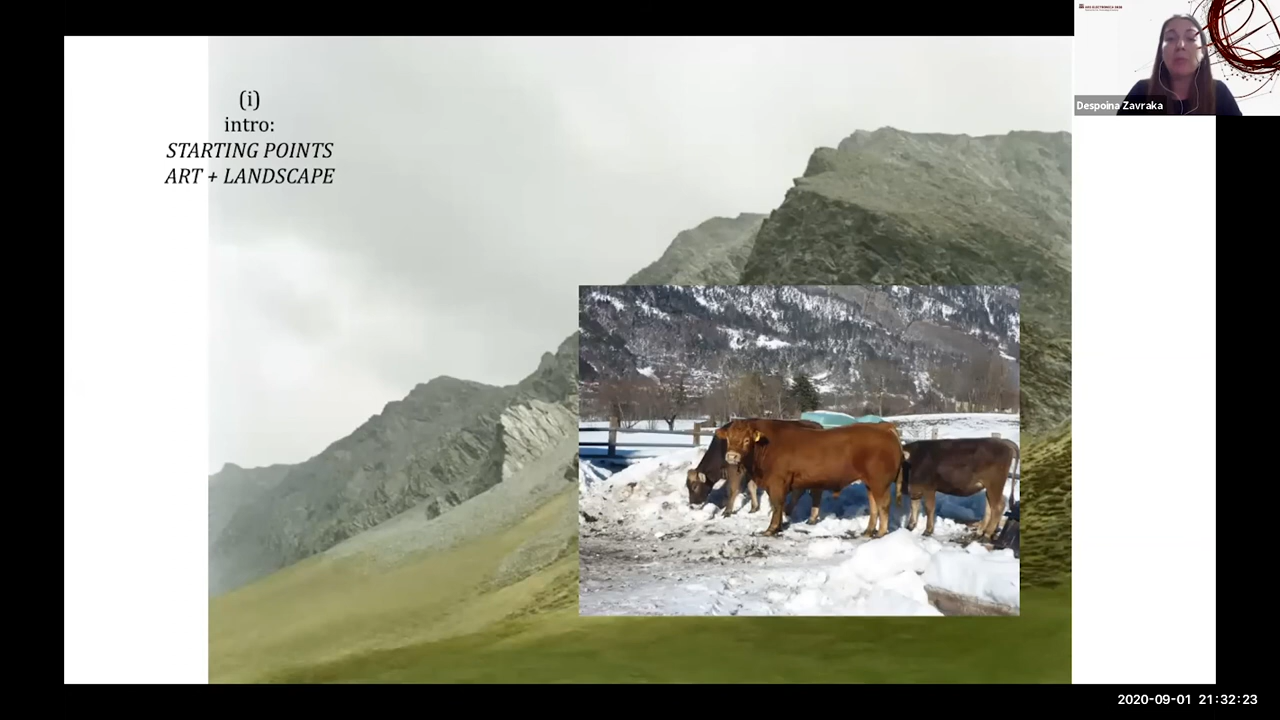 (i)
intro:
STARTING POINTS
ART + LANDSCAPE
Despoina Zavraka
2020-09-01 21:32:23